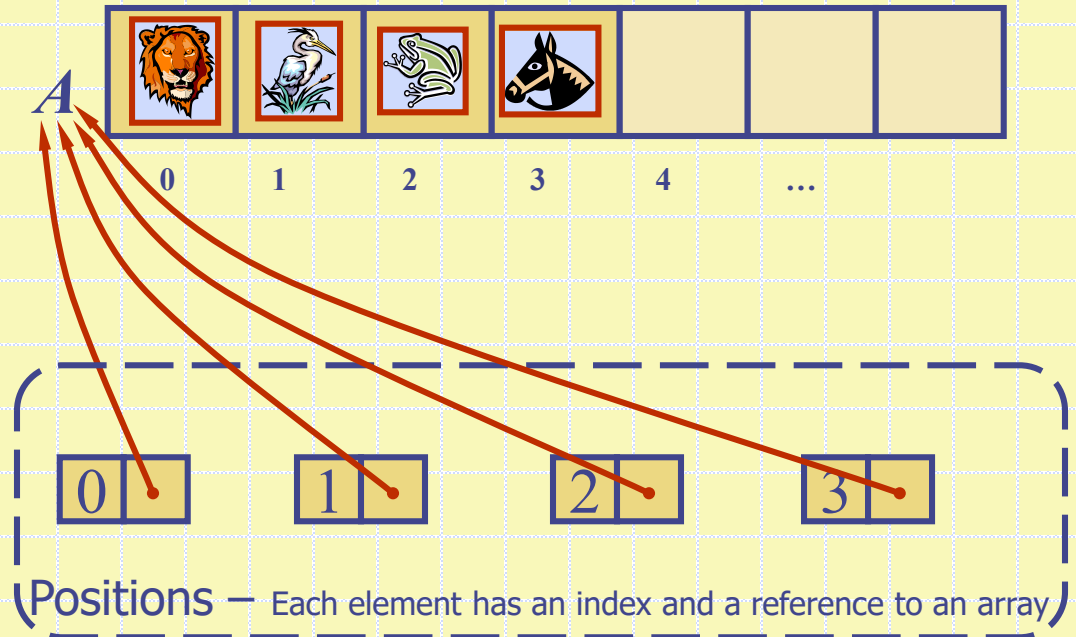 A
0 1 2 3 4 ...
0 1 2 3
Positions – Each element has an index and a reference to an array